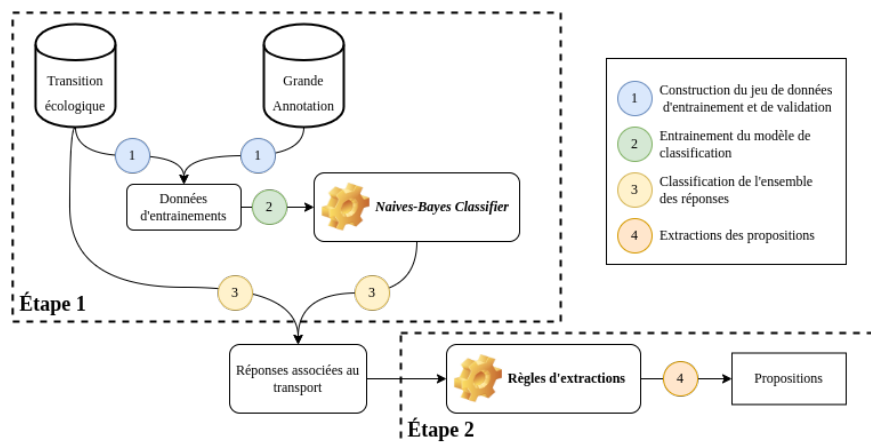 Transition
écologique
Grande
Annotation
1
1
Données
d'entrainements
2
Naives-Bayes Classifier
3
3
Étape 1
Réponses associées au
transport
Règles d'extractions
4
Propositions
Étape 2
1
Construction du jeu de données
d'entrainement et de validation
2
Entrainement du modèle de
classification
3
Classification de l'ensemble
des réponses
4
Extractions des propositions